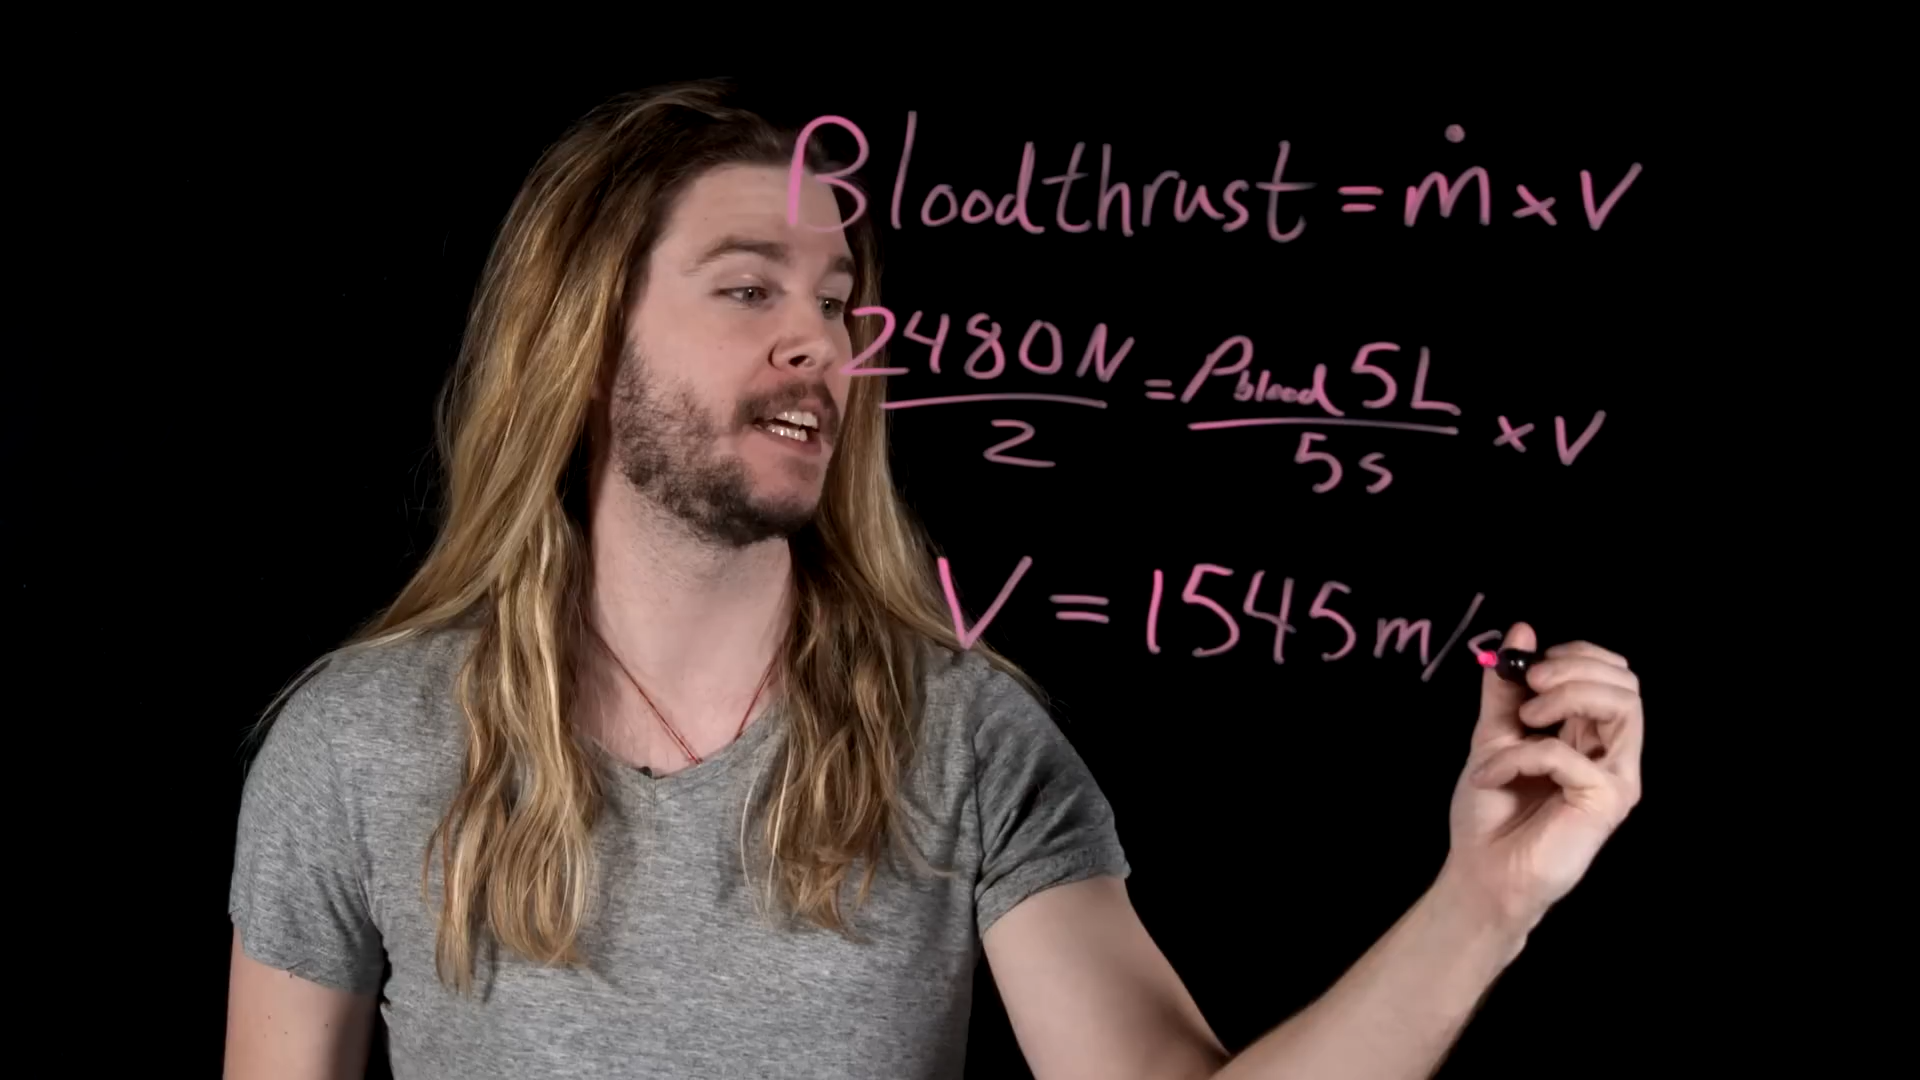 Bloodthrust = ṁ x V
2480N / 2 = ρblood 5L / 5s x V
V = 1545 m/s